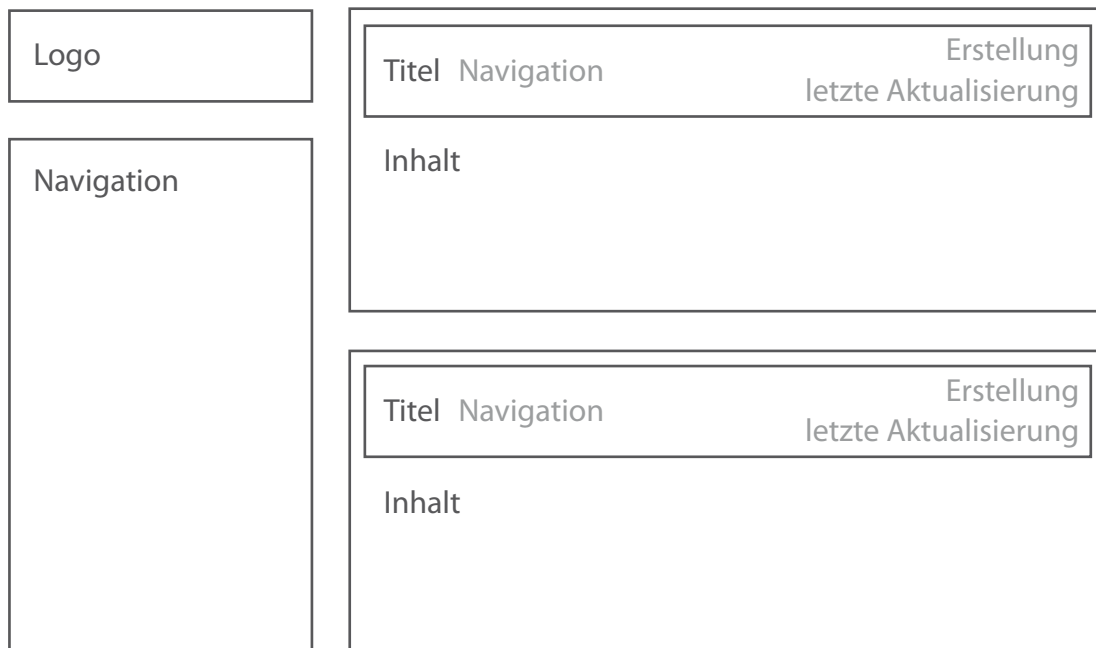 Logo
Navigation
Titel Navigation
Erstellung
letzte Aktualisierung
Inhalt
Titel Navigation
Erstellung
letzte Aktualisierung
Inhalt